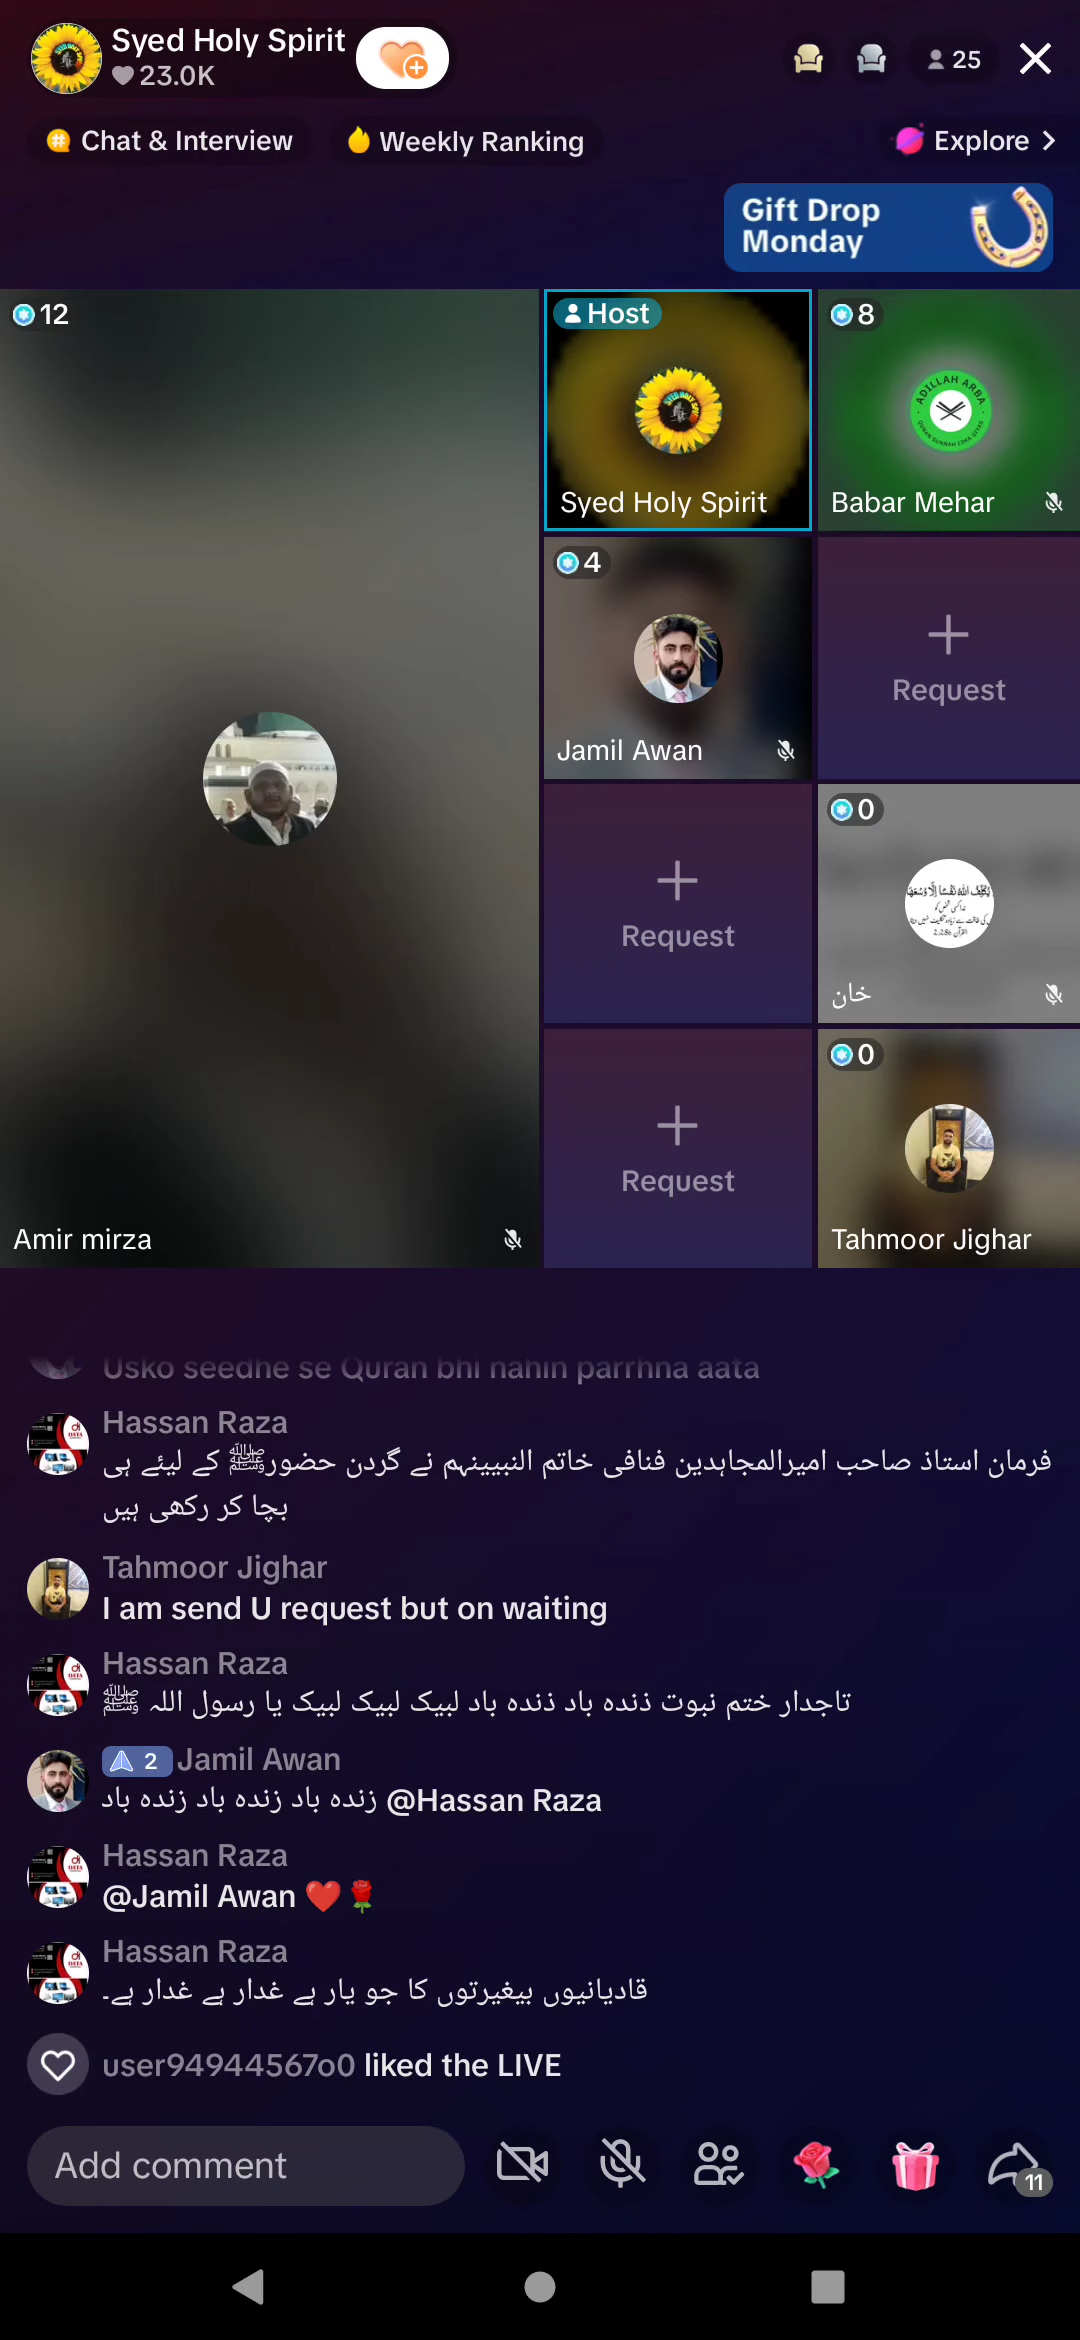 Syed Holy Spirit
23.0K
25
Chat & Interview
Weekly Ranking
Explore
Gift Drop
Monday
12
Host
8
ADILLAH ARBA
Syed Holy Spirit
Babar Mehar
4
Request
Jamil Awan
Request
0
خان
Request
0
Amir mirza
Tahmoor Jighar
Usko seedhe se Quran bhi nahin parrhna aata
Hassan Raza
فرمان استاذ صاحب امیرالمجاہدین فنافی خاتم النبیینہم نے گردن حضورﷺ کے لیئے ہی
بچا کر رکھی ہیں
Tahmoor Jighar
I am send U request but on waiting
Hassan Raza
تاجدار ختم نبوت ذندہ باد ذندہ باد لبیک لبیک لبیک یا رسول اللہ ﷺ
2 Jamil Awan
زندہ باد زندہ باد زندہ باد @Hassan Raza
Hassan Raza
@Jamil Awan ❤️🌹
Hassan Raza
قادیانیوں بیغیرتوں کا جو یار ہے غدار ہے غدار ہے۔
user94944567o0 liked the LIVE
Add comment
11